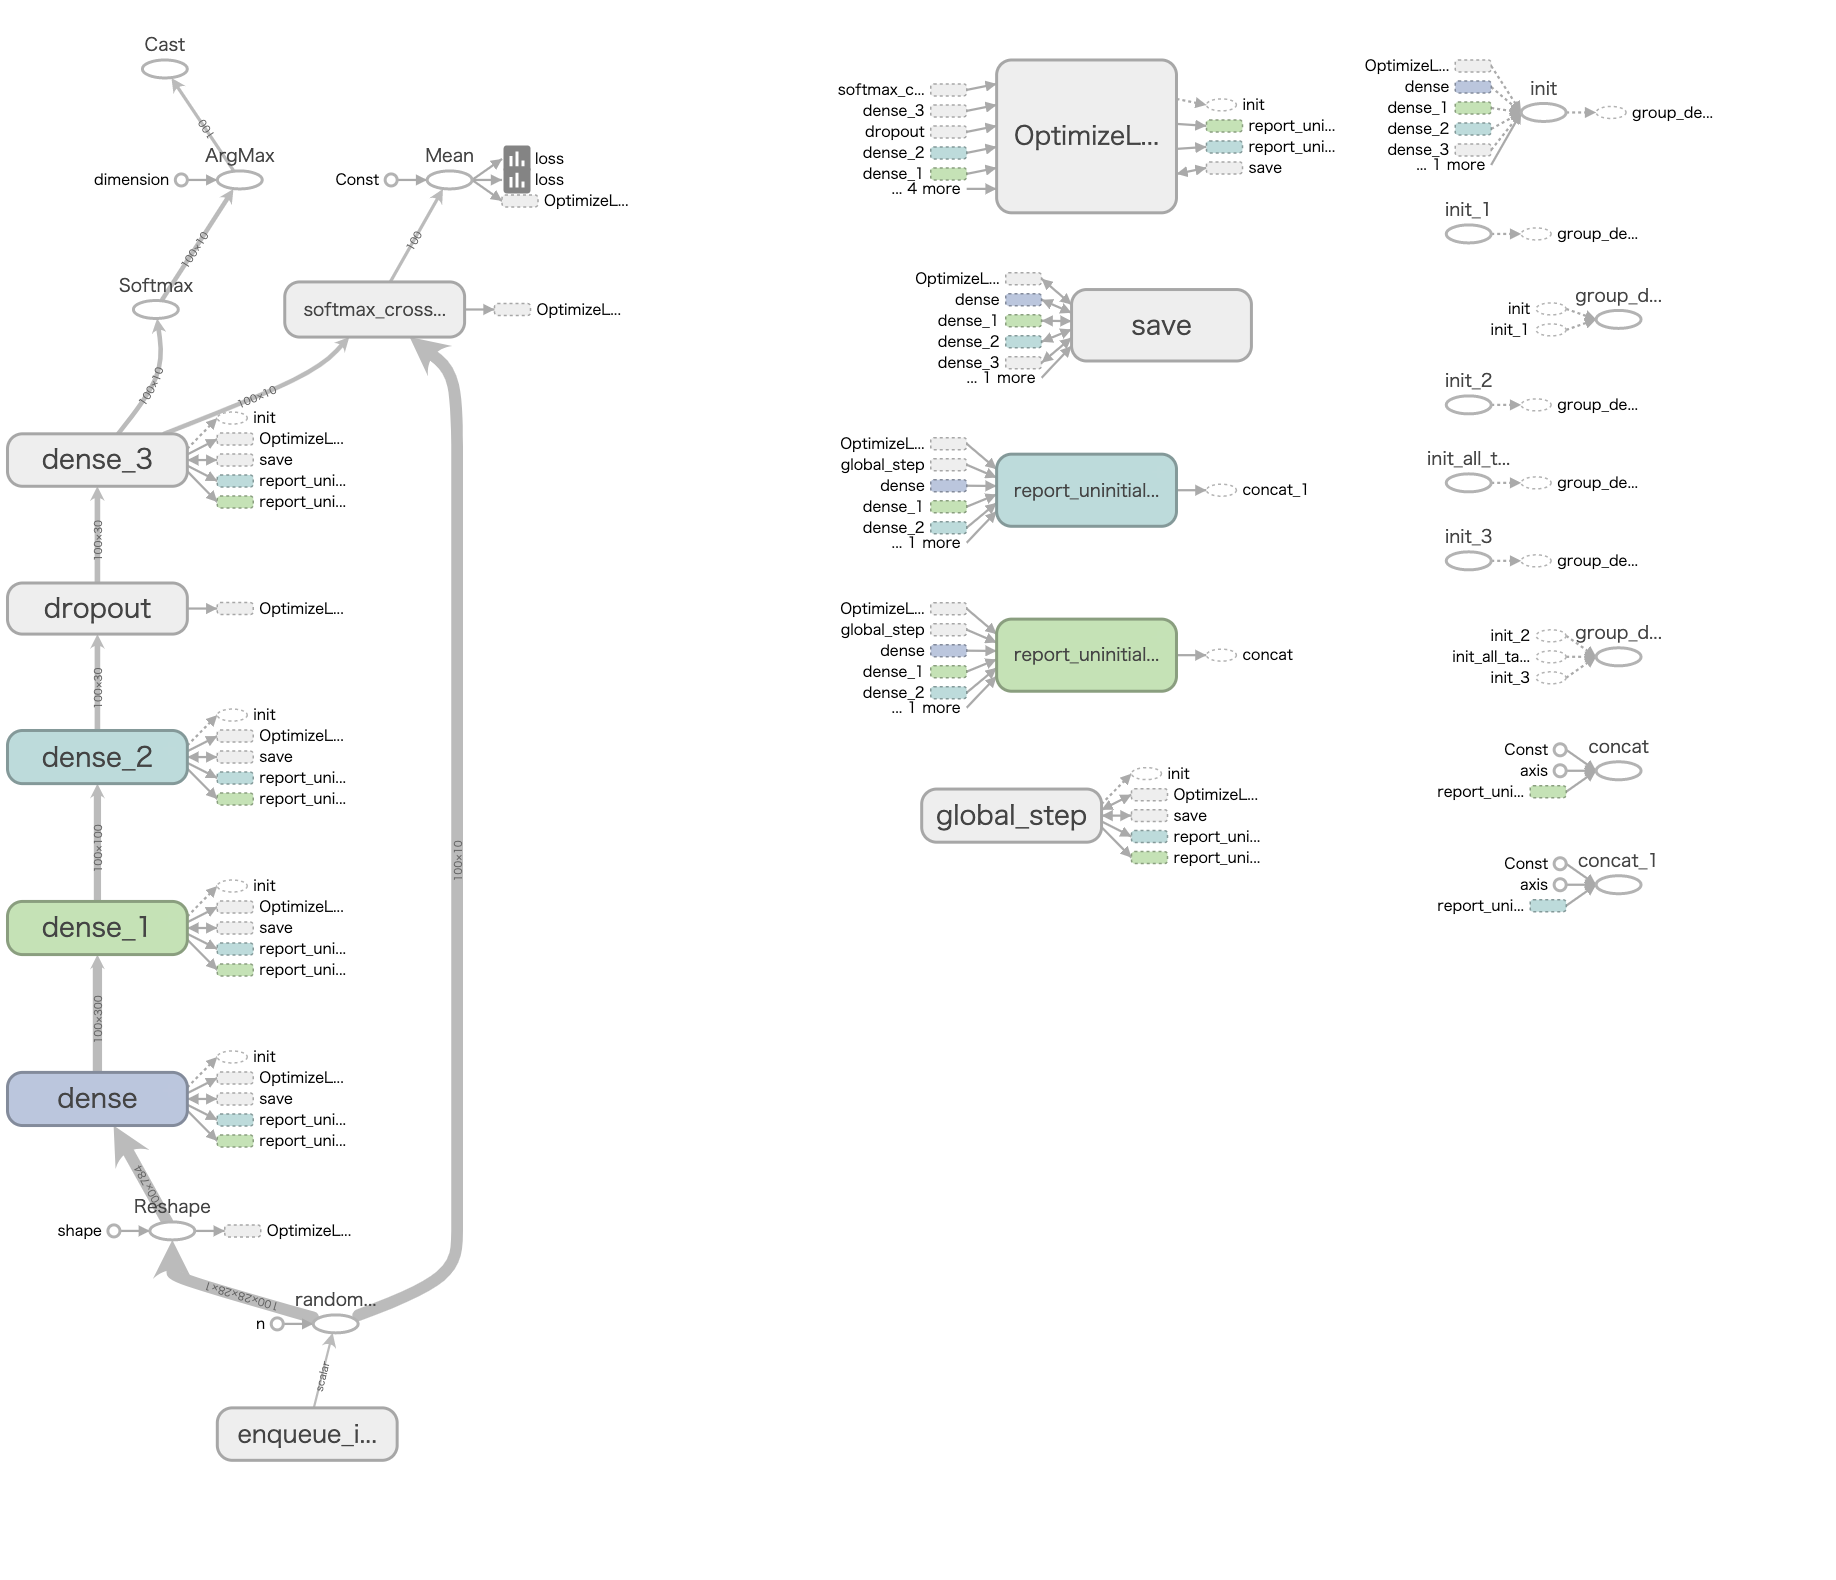 Cast
100
ArgMax
dimension
100×10
Softmax
100×10
Mean
Const
loss
loss
OptimizeL...
100
softmax_cross...
OptimizeL...
100×10
dense_3
init
OptimizeL...
save
report_uni...
report_uni...
100×30
dropout
OptimizeL...
100×30
dense_2
init
OptimizeL...
save
report_uni...
report_uni...
100×100
dense_1
init
OptimizeL...
save
report_uni...
report_uni...
100×300
dense
init
OptimizeL...
save
report_uni...
report_uni...
100×784
Reshape
shape
OptimizeL...
100×28×28×1
100×10
random...
n
scalar
enqueue_i...
softmax_c...
dense_3
dropout
dense_2
dense_1
... 4 more
OptimizeL...
init
report_uni...
report_uni...
save
OptimizeL...
dense
dense_1
dense_2
dense_3
... 1 more
save
OptimizeL...
global_step
dense
dense_1
dense_2
... 1 more
report_uninitial...
concat_1
OptimizeL...
global_step
dense
dense_1
dense_2
... 1 more
report_uninitial...
concat
global_step
init
OptimizeL...
save
report_uni...
report_uni...
OptimizeL...
dense
dense_1
dense_2
dense_3
... 1 more
init
group_de...
init_1
group_de...
group_d...
init
init_1
init_2
group_de...
init_all_t...
group_de...
init_3
group_de...
group_d...
init_2
init_all_ta...
init_3
concat
Const
axis
report_uni...
concat_1
Const
axis
report_uni...